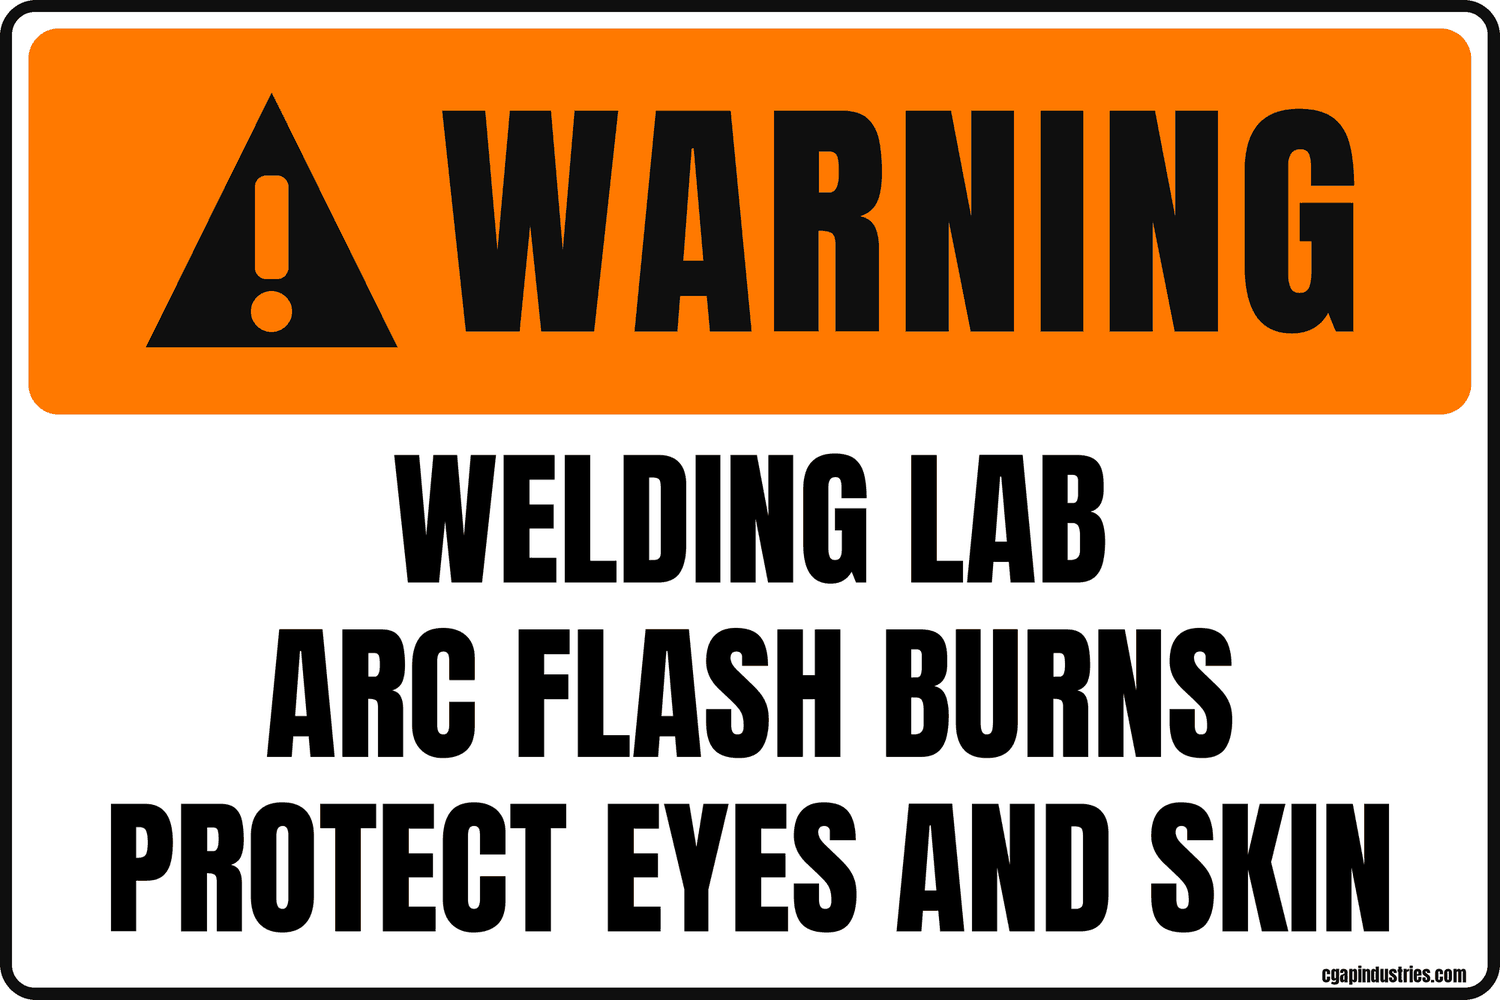 WARNING
WELDING LAB
ARC FLASH BURNS
PROTECT EYES AND SKIN
cgapindustries.com